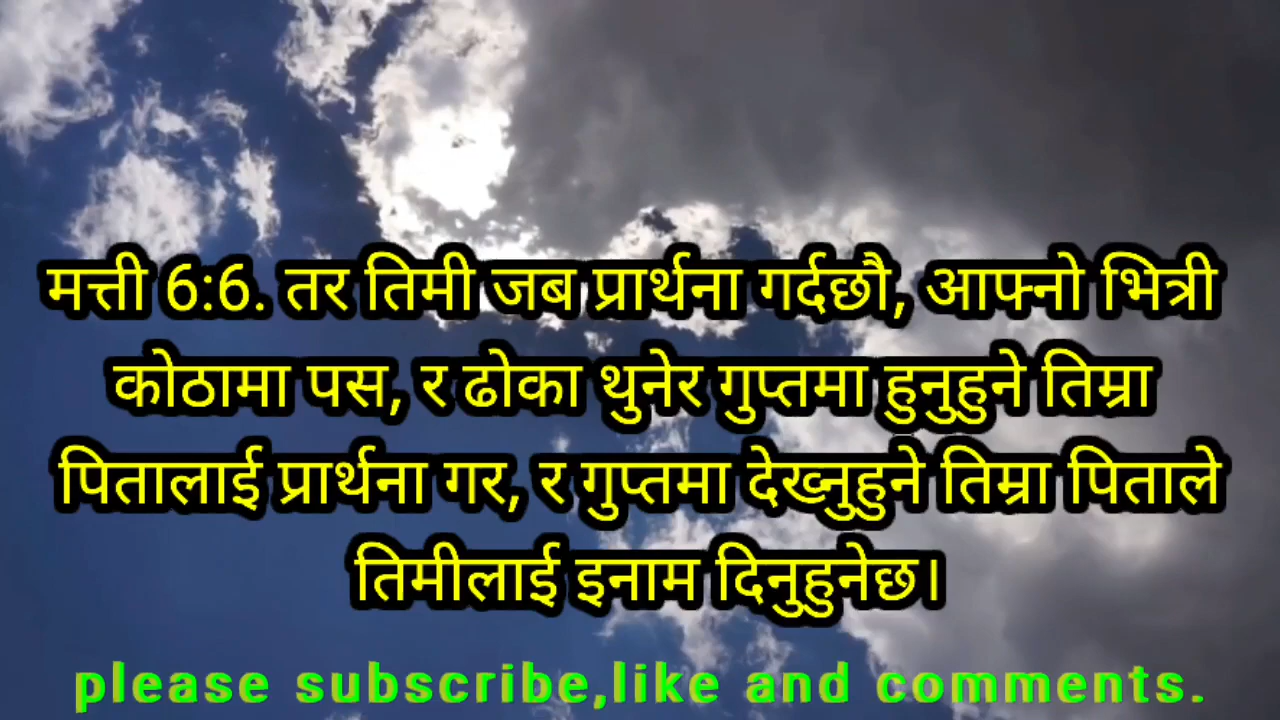 मत्ती 6:6. तर तिमी जब प्रार्थना गर्दछौ, आफ्नो भित्री
कोठामा पस, र ढोका थुनेर गुप्तमा हुनुहुने तिम्रा
पितालाई प्रार्थना गर, र गुप्तमा देख्नुहुने तिम्रा पिताले
तिमीलाई इनाम दिनुहुनेछ।
please subscribe,like and comments.